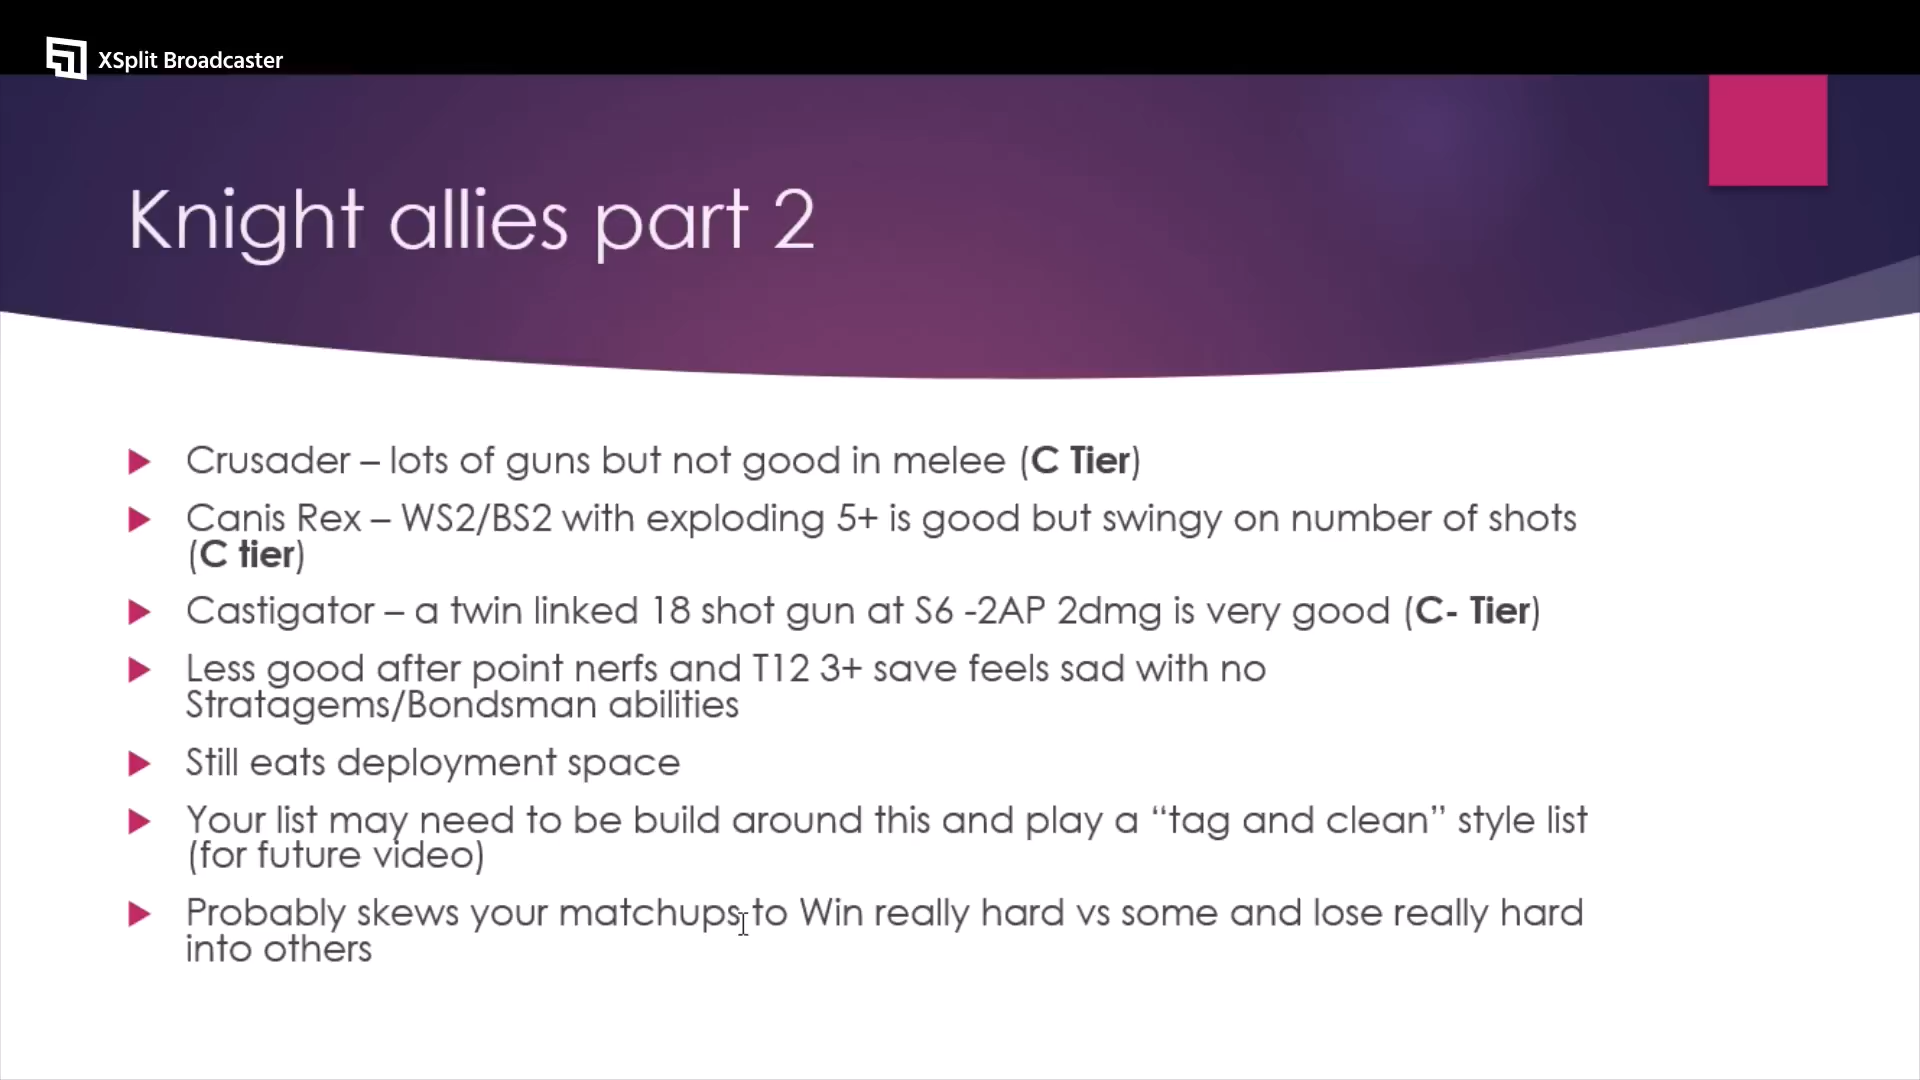 XSplit Broadcaster
Knight allies part 2
Crusader – lots of guns but not good in melee (C Tier)
Canis Rex – WS2/BS2 with exploding 5+ is good but swingy on number of shots
(C tier)
Castigator – a twin linked 18 shot gun at S6 -2AP 2dmg is very good (C- Tier)
Less good after point nerfs and T12 3+ save feels sad with no
Stratagems/Bondsman abilities
Still eats deployment space
Your list may need to be build around this and play a “tag and clean” style list
(for future video)
Probably skews your matchups to Win really hard vs some and lose really hard
into others